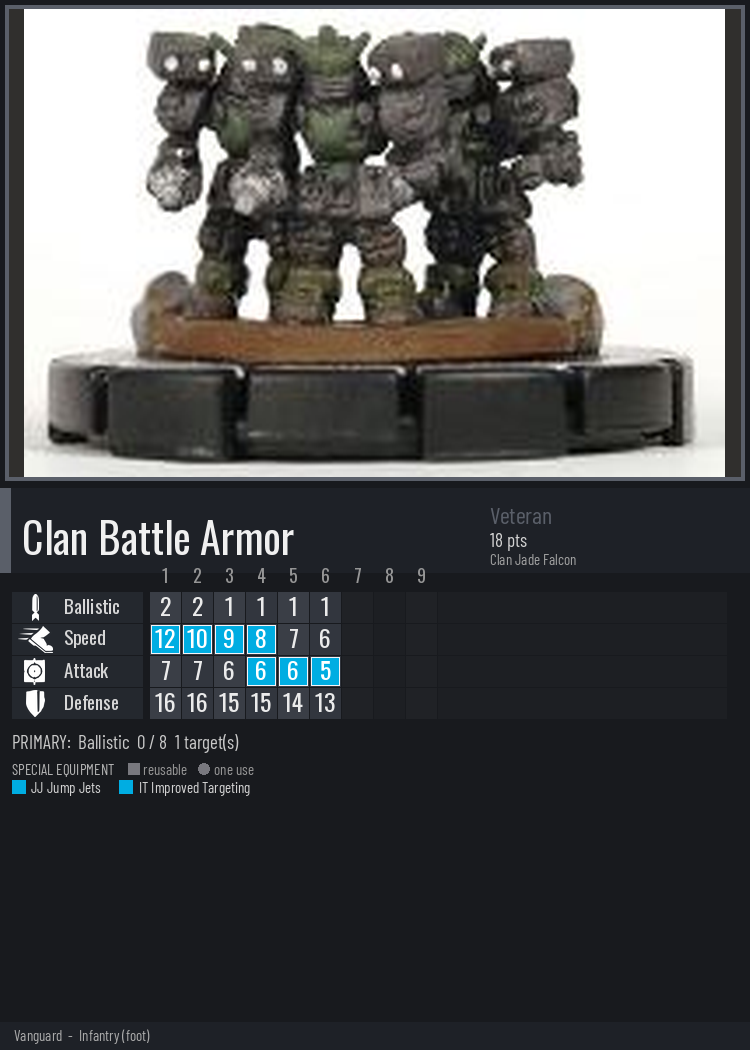 Clan Battle Armor
Veteran
18 pts
Clan Jade Falcon
1 2 3 4 5 6 7 8 9
Ballistic 2 2 1 1 1 1
Speed 12 10 9 8 7 6
Attack 7 7 6 6 6 5
Defense 16 16 15 15 14 13
PRIMARY: Ballistic 0 / 8 1 target(s)
SPECIAL EQUIPMENT reusable one use
JJ Jump Jets IT Improved Targeting
Vanguard - Infantry (foot)